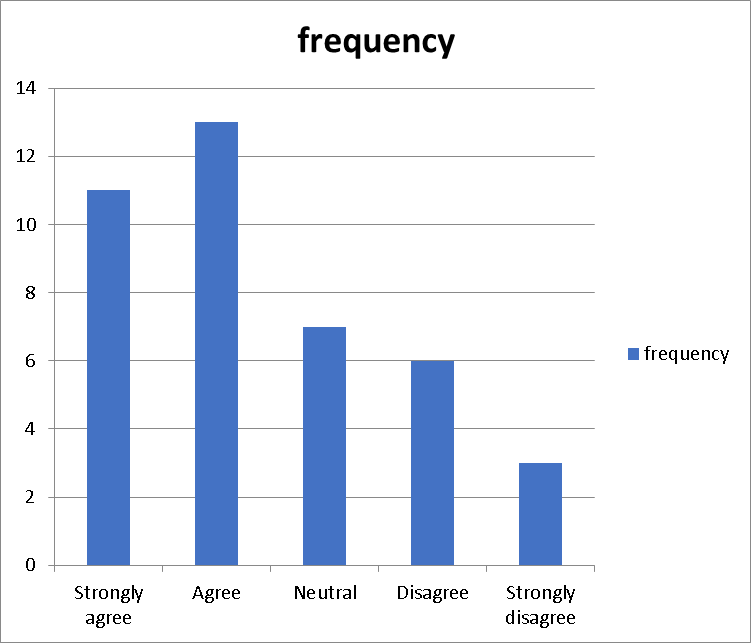 frequency
14
12
10
8
6
4
2
0
frequency
Strongly agree
Agree
Neutral
Disagree
Strongly disagree